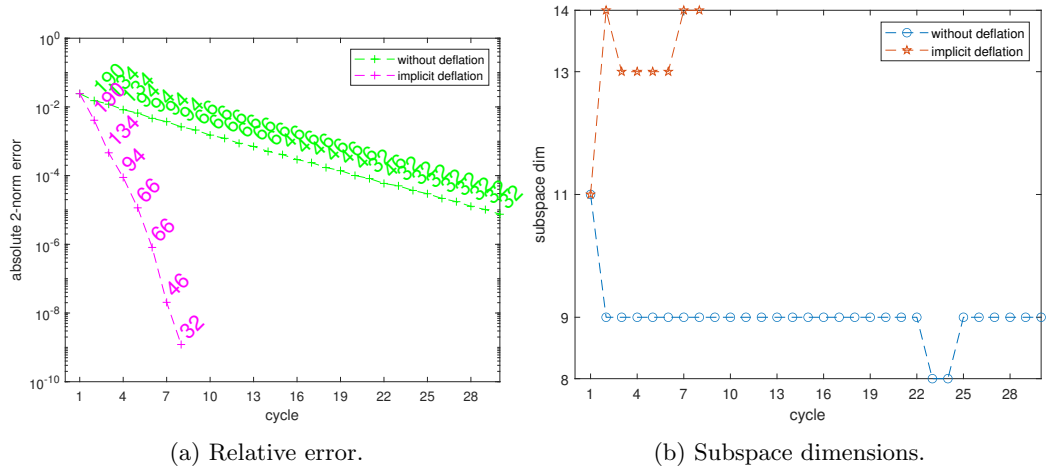 10^0
10^-2
10^-4
10^-6
10^-8
10^-10
absolute 2-norm error
without deflation
implicit deflation
190
134
94
66
66
46
32
1 4 7 10 13 16 19 22 25 28
cycle
(a) Relative error.
14
13
11
9
8
subspace dim
without deflation
implicit deflation
1 4 7 10 13 16 19 22 25 28
cycle
(b) Subspace dimensions.